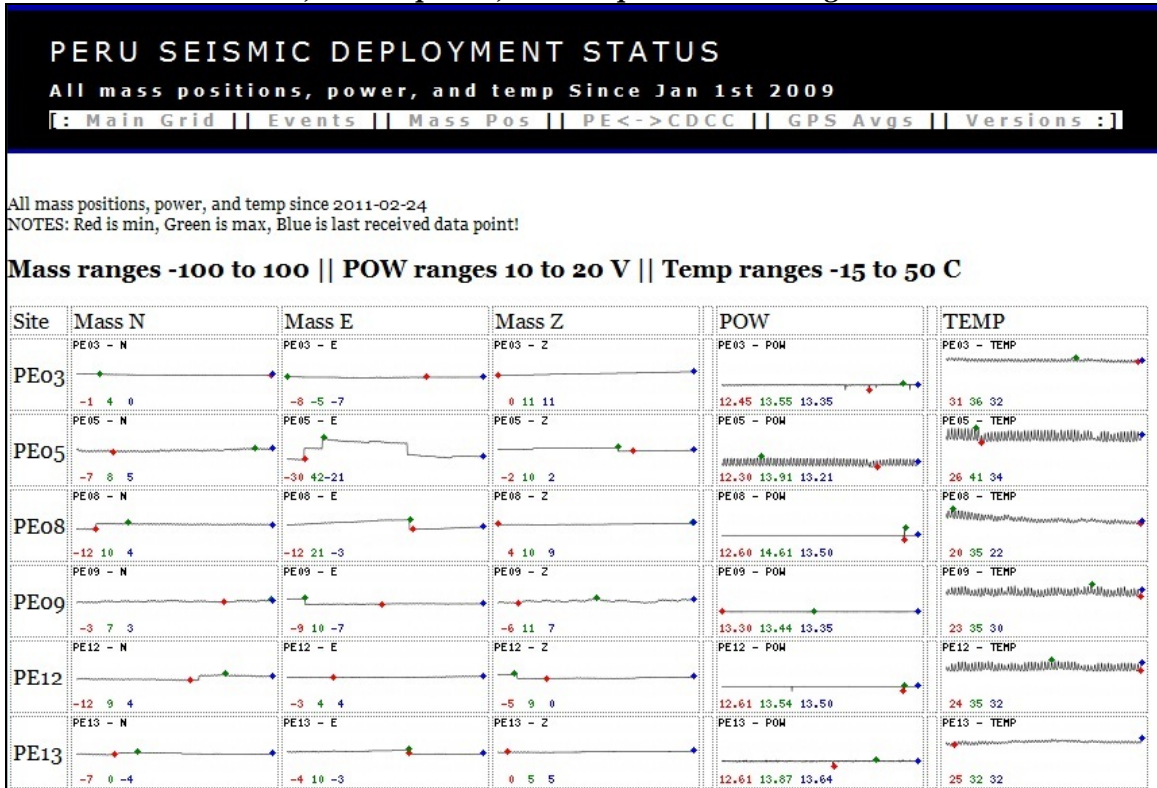 PERU SEISMIC DEPLOYMENT STATUS
All mass positions, power, and temp Since Jan 1st 2009
[: Main Grid || Events || Mass Pos || PE<->CDCC || GPS Avgs || Versions :]
All mass positions, power, and temp since 2011-02-24
NOTES: Red is min, Green is max, Blue is last received data point!
Mass ranges -100 to 100 || POW ranges 10 to 20 V || Temp ranges -15 to 50 C
Site Mass N Mass E Mass Z POW TEMP
PE03 - N PE03 - E PE03 - Z PE03 - POW PE03 - TEMP
PE03
-1 4 0 -8 -5 -7 0 11 11 12.45 13.55 13.35 31 36 32
PE05 - N PE05 - E PE05 - Z PE05 - POW PE05 - TEMP
PE05
-7 8 5 -30 42 -21 -2 10 2 12.30 13.91 13.21 26 41 34
PE08 - N PE08 - E PE08 - Z PE08 - POW PE08 - TEMP
PE08
-12 10 4 -12 21 -3 4 10 9 12.60 14.61 13.50 20 35 22
PE09 - N PE09 - E PE09 - Z PE09 - POW PE09 - TEMP
PE09
-3 7 3 -9 10 -7 -6 11 7 13.30 13.44 13.35 23 35 30
PE12 - N PE12 - E PE12 - Z PE12 - POW PE12 - TEMP
PE12
-12 9 4 -3 4 4 -5 9 0 12.61 13.54 13.50 24 35 32
PE13 - N PE13 - E PE13 - Z PE13 - POW PE13 - TEMP
PE13
-7 0 -4 -4 10 -3 0 5 5 12.61 13.87 13.64 25 32 32